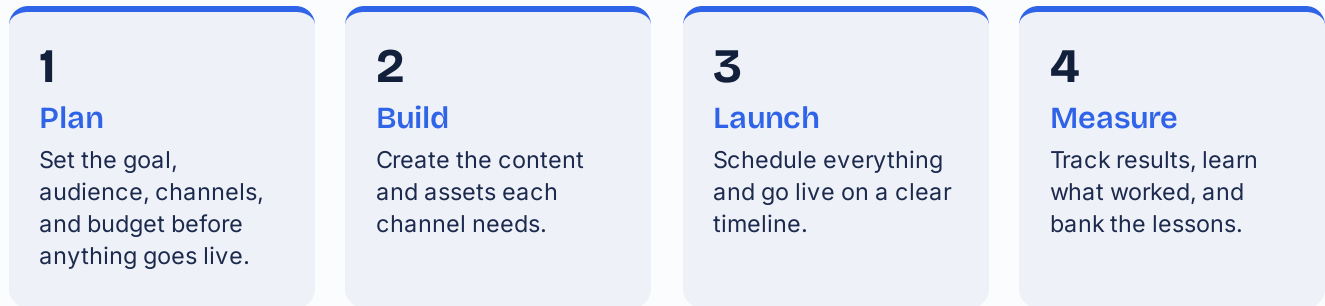 1
Plan
Set the goal,
audience, channels,
and budget before
anything goes live.
2
Build
Create the content
and assets each
channel needs.
3
Launch
Schedule everything
and go live on a clear
timeline.
4
Measure
Track results, learn
what worked, and
bank the lessons.